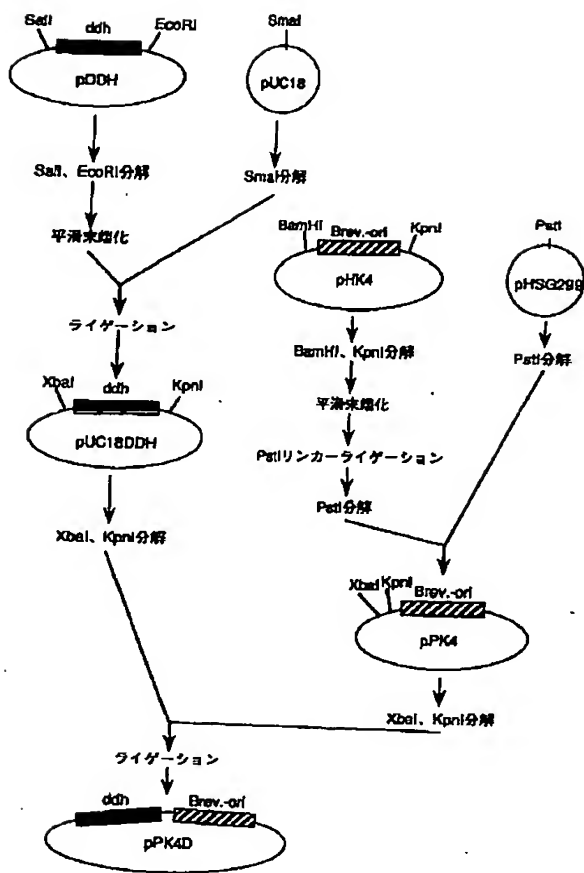 SalI
ddh
EcoRI
pDDH
SmaI
pUC18
SalI、EcoRI分解
SmaI分解
平滑末端化
ライゲーション
BamHI
Brev.-ori
KpnI
pHK4
PstI
pHSG299
BamHI、KpnI分解
PstI分解
平滑末端化
PstIリンカーライゲーション
PstI分解
XbaI
ddh
KpnI
pUC18DDH
XbaI、KpnI分解
XbaI
KpnI
Brev.-ori
pPK4
XbaI、KpnI分解
ライゲーション
ddh
Brev.-ori
pPK4D